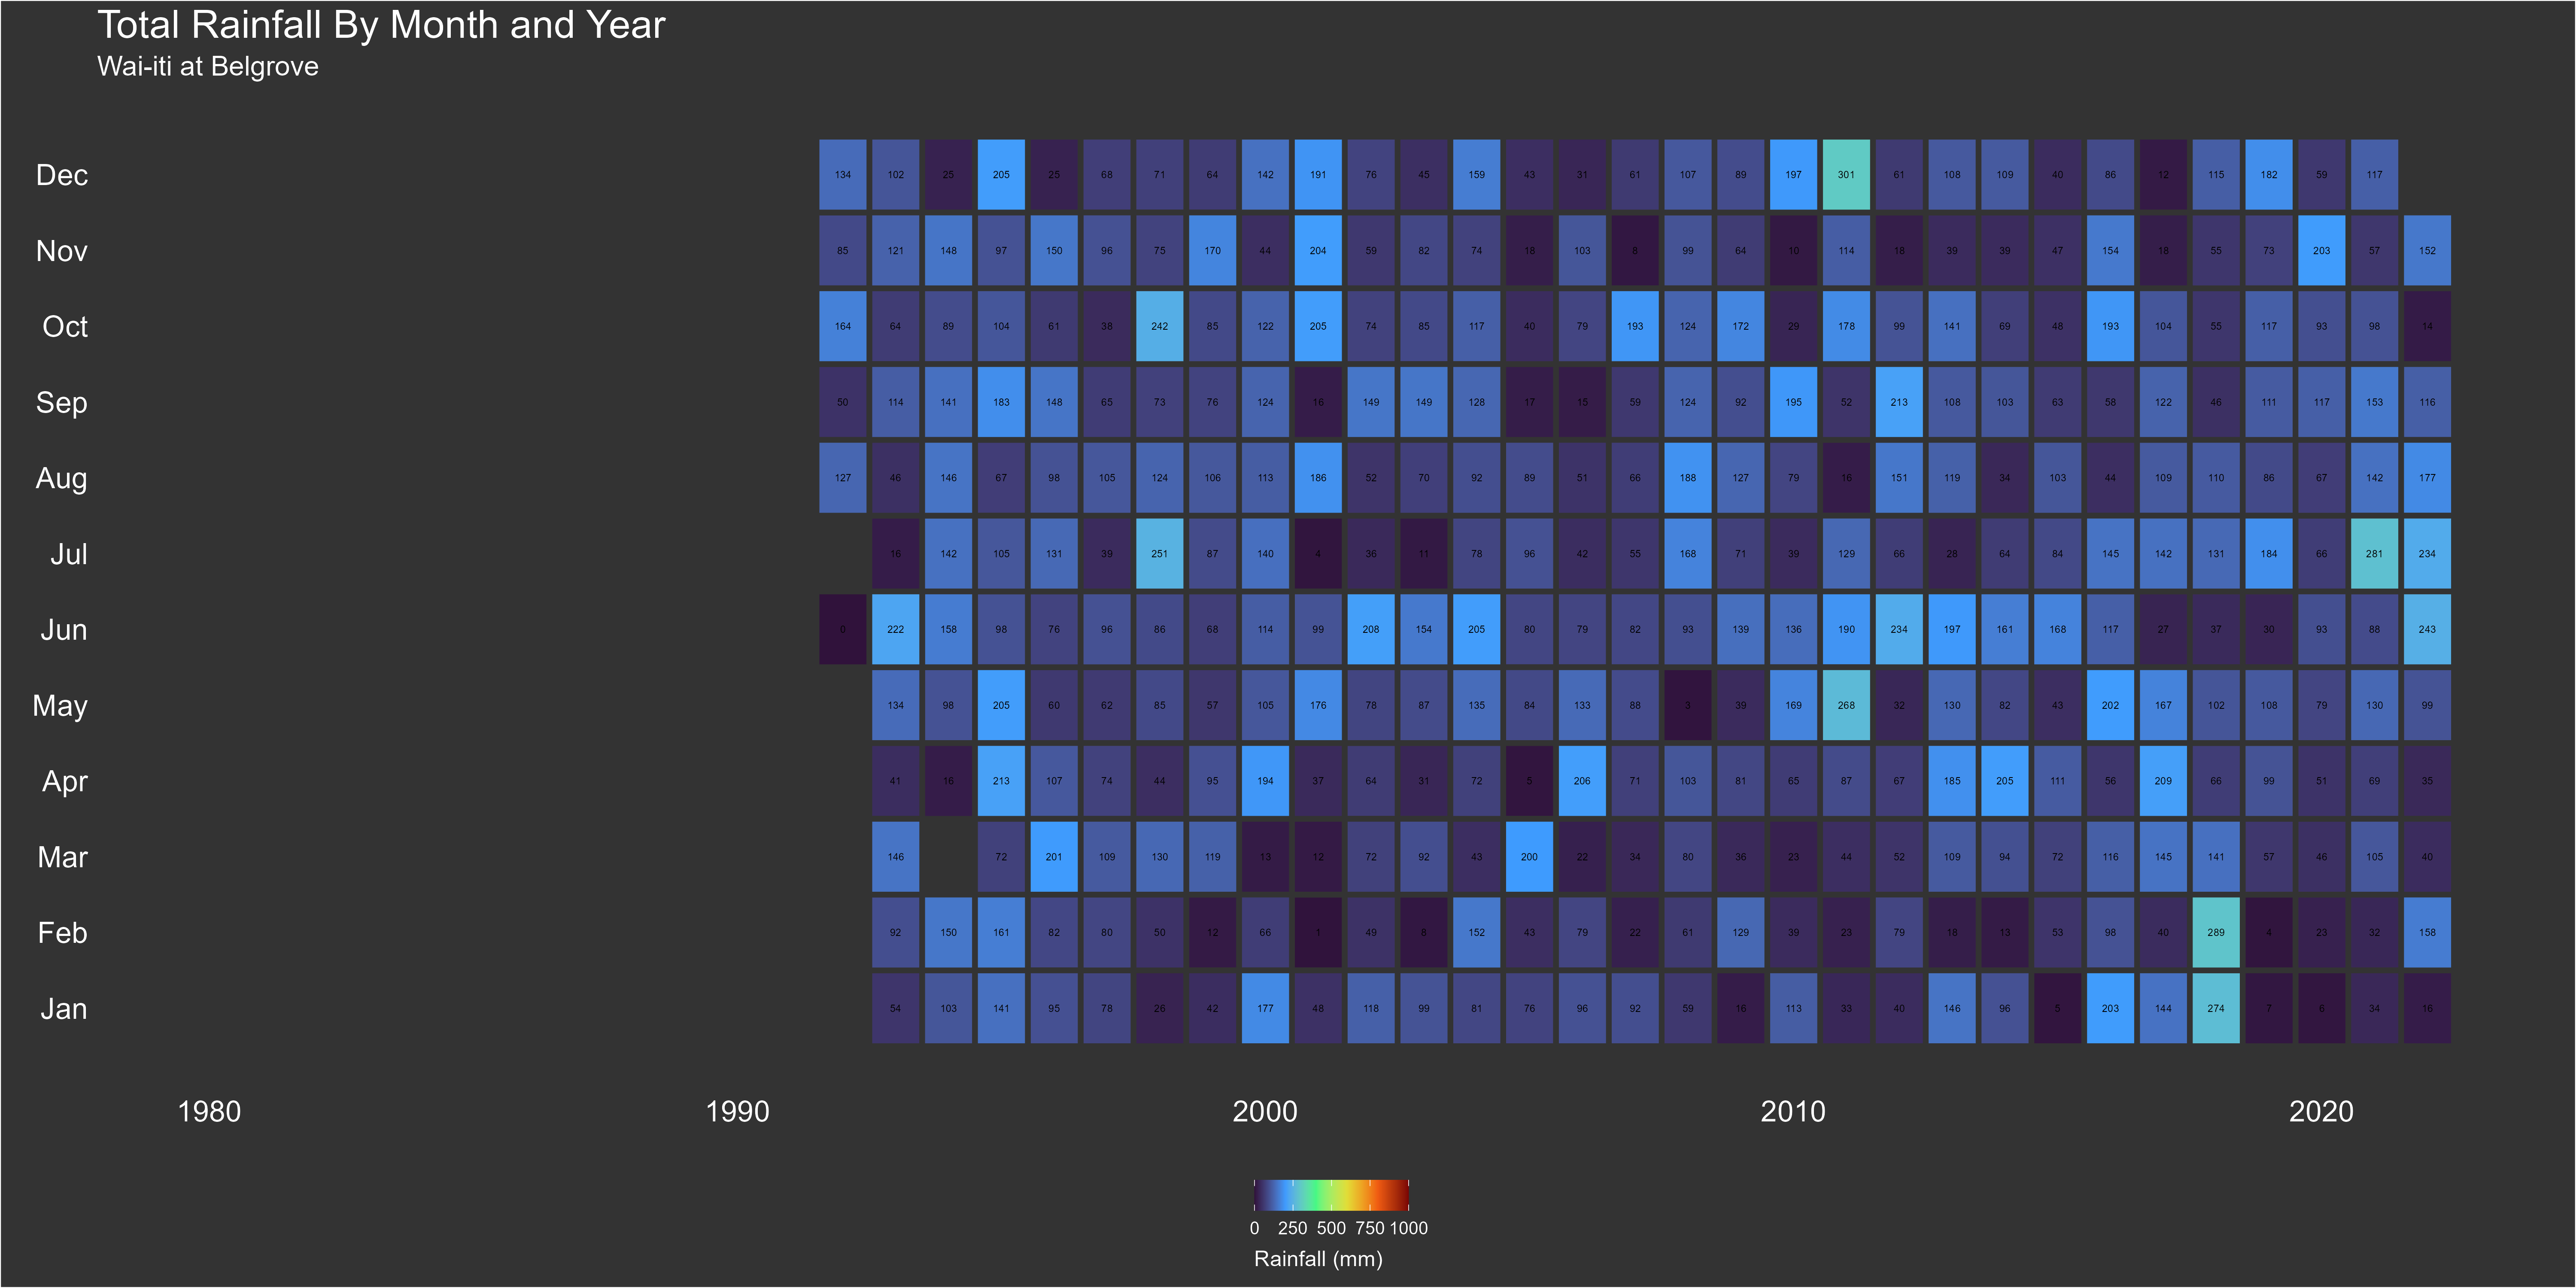 Total Rainfall By Month and Year
Wai-iti at Belgrove
Dec 134 102 25 205 25 68 71 64 142 191 76 45 159 43 31 61 107 89 197 301 61 108 109 40 86 12 115 182 59 117
Nov 85 121 148 97 150 96 75 170 44 204 59 82 74 18 103 8 99 64 10 114 18 39 39 47 154 18 55 73 203 57 152
Oct 164 64 89 104 61 38 242 85 122 205 74 85 117 40 79 193 124 172 29 178 99 141 69 48 193 104 55 117 93 98 14
Sep 50 114 141 183 148 65 73 76 124 16 149 149 128 17 15 59 124 92 195 52 213 108 103 63 58 122 46 111 117 153 116
Aug 127 46 146 67 98 105 124 106 113 186 52 70 92 89 51 66 188 127 79 16 151 119 34 103 44 109 110 86 67 142 177
Jul 16 142 105 131 39 251 87 140 4 36 11 78 96 42 55 168 71 39 129 66 28 64 84 145 142 131 184 66 281 234
Jun 0 222 158 98 76 96 86 68 114 99 208 154 205 80 79 82 93 139 136 190 234 197 161 168 117 27 37 30 93 88 243
May 134 98 205 60 62 85 57 105 176 78 87 135 84 133 88 3 39 169 268 32 130 82 43 202 167 102 108 79 130 99
Apr 41 16 213 107 74 44 95 194 37 64 31 72 5 206 71 103 81 65 87 67 185 205 111 56 209 66 99 51 69 35
Mar 146 72 201 109 130 119 13 12 72 92 43 200 22 34 80 36 23 44 52 109 94 72 116 145 141 57 46 105 40
Feb 92 150 161 82 80 50 12 66 1 49 8 152 43 79 22 61 129 39 23 79 18 13 53 98 40 289 4 23 32 158
Jan 54 103 141 95 78 26 42 177 48 118 99 81 76 96 92 59 16 113 33 40 146 96 5 203 144 274 7 6 34 16
1980 1990 2000 2010 2020
0 250 500 750 1000
Rainfall (mm)